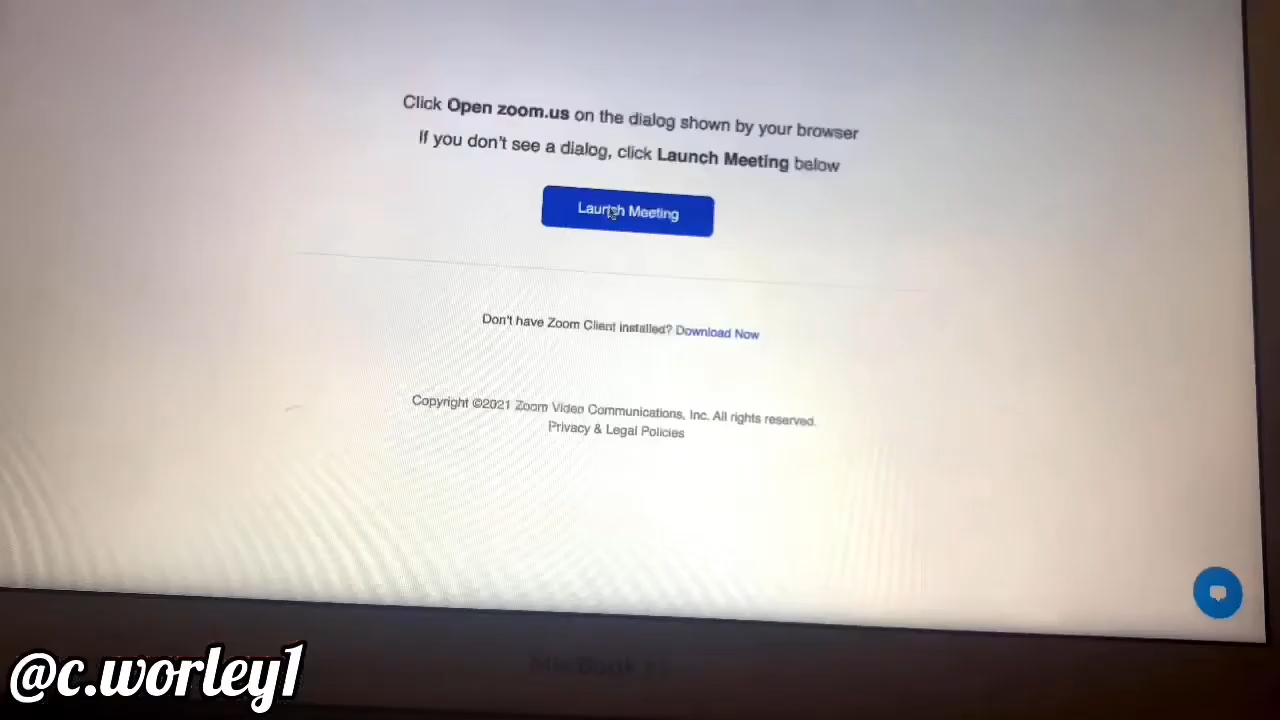 Click Open zoom.us on the dialog shown by your browser
If you don't see a dialog, click Launch Meeting below
Launch Meeting
Don't have Zoom Client installed? Download Now
Copyright ©2021 Zoom Video Communications, Inc. All rights reserved.
Privacy & Legal Policies
MacBook
@c.worley1